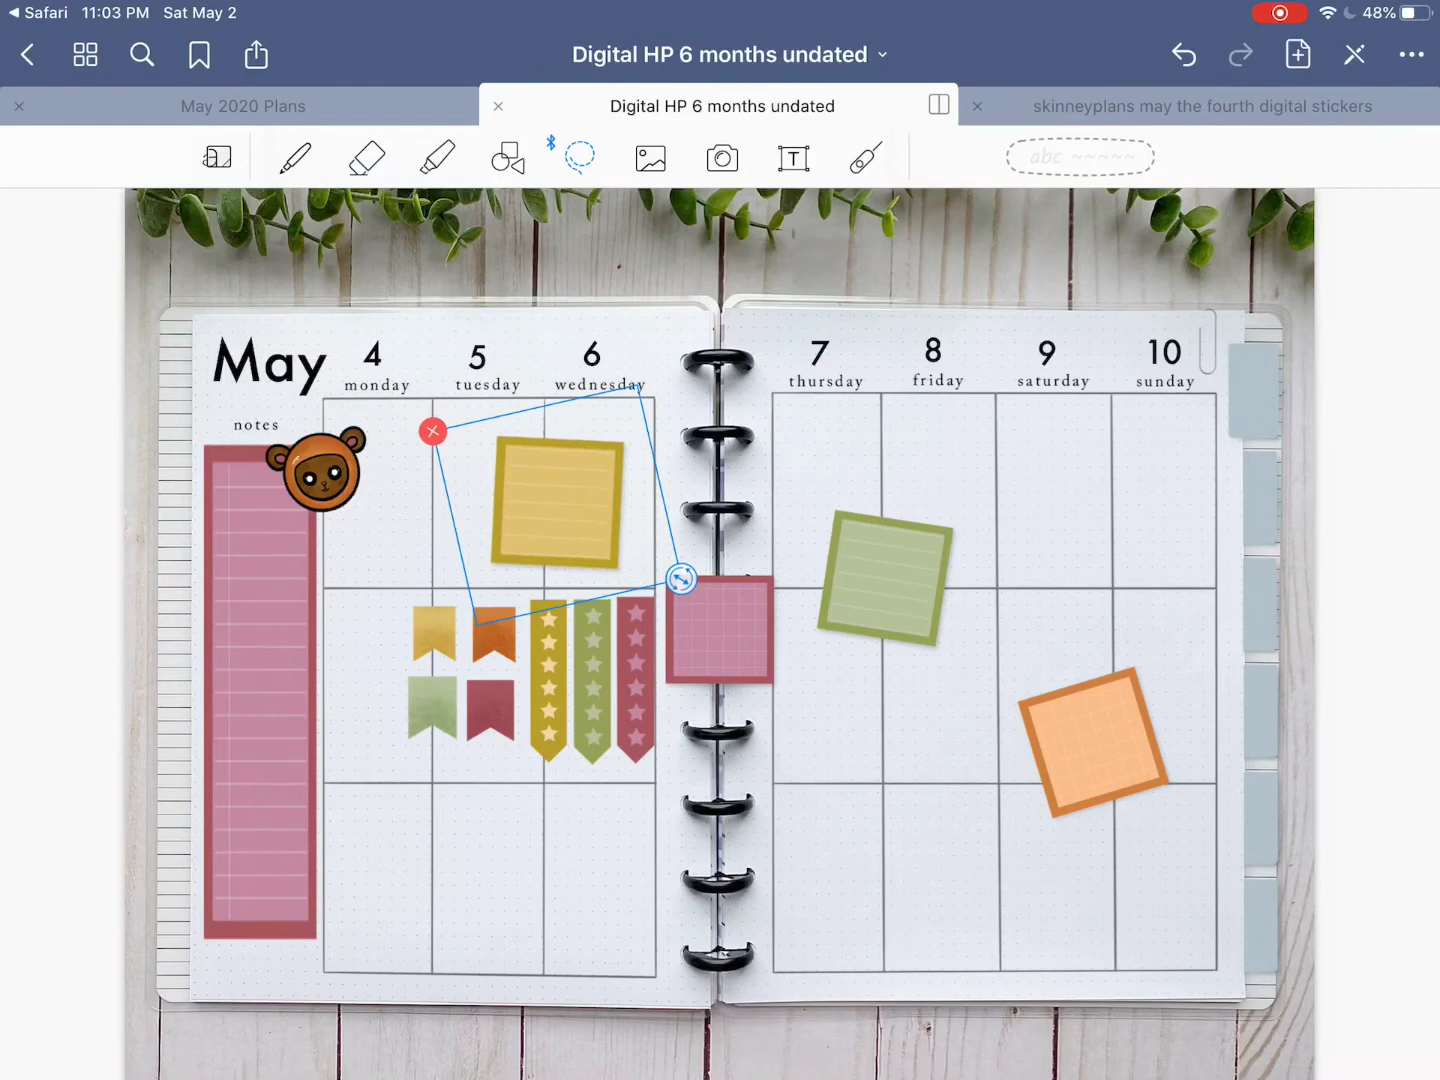 Safari 11:03 PM Sat May 2 48%
Digital HP 6 months undated
May 2020 Plans
Digital HP 6 months undated
skinneyplans may the fourth digital stickers
T
abc ~~~~~
May
4 5 6 7 8 9 10
monday tuesday wednesday thursday friday saturday sunday
notes